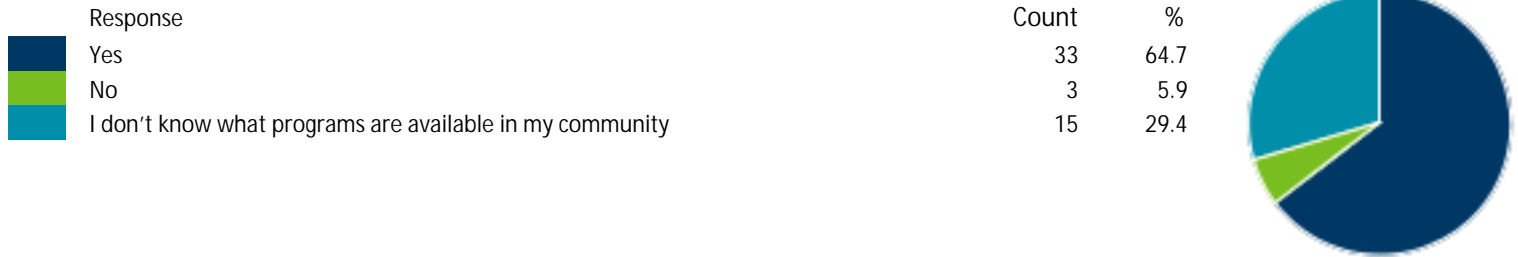 Response Count %
Yes 33 64.7
No 3 5.9
I don't know what programs are available in my community 15 29.4